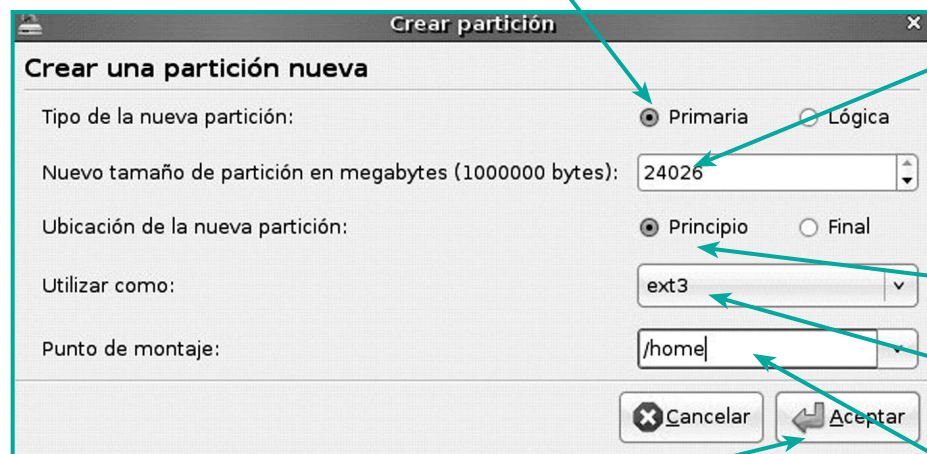 Crear partición
Crear una partición nueva
Tipo de la nueva partición: Primaria Lógica
Nuevo tamaño de partición en megabytes (1000000 bytes): 24026
Ubicación de la nueva partición: Principio Final
Utilizar como: ext3
Punto de montaje: /home
Cancelar Aceptar